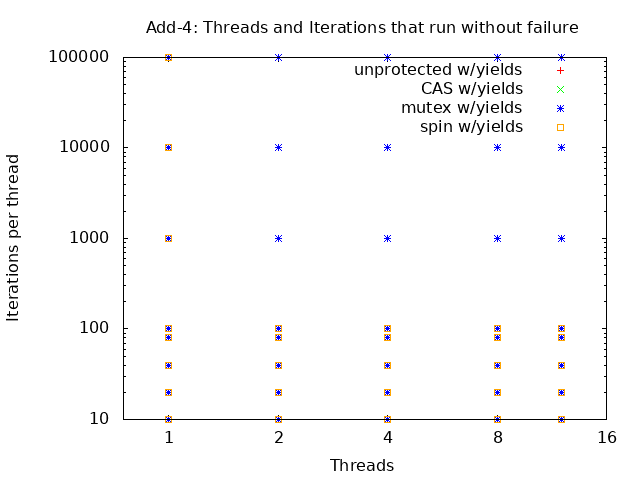 Add-4: Threads and Iterations that run without failure
100000
unprotected w/yields
CAS w/yields
mutex w/yields
spin w/yields
10000
1000
100
10
Iterations per thread
1 2 4 8 16
Threads